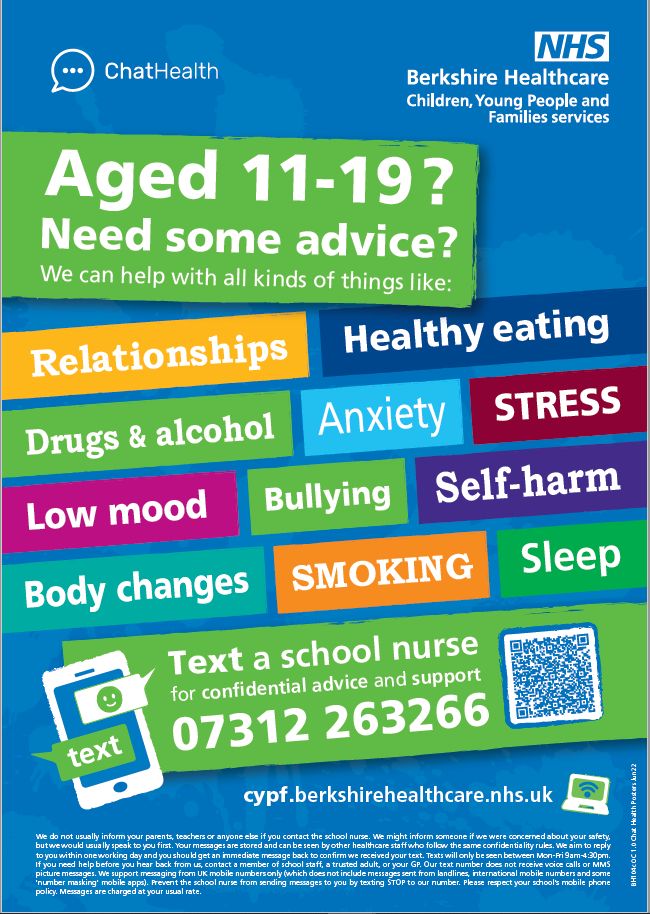 ChatHealth
NHS
Berkshire Healthcare
Children, Young People and
Families services
Aged 11-19?
Need some advice?
We can help with all kinds of things like:
Relationships
Healthy eating
Drugs & alcohol
Anxiety
STRESS
Low mood
Bullying
Self-harm
Body changes
SMOKING
Sleep
Text a school nurse
for confidential advice and support
07312 263266
text
cypf.berkshirehealthcare.nhs.uk
We do not usually inform your parents, teachers or anyone else if you contact the school nurse. We might inform someone if we were concerned about your safety,
but we would usually speak to you first. Your messages are stored and can be seen by other healthcare staff who follow the same confidentiality rules. We aim to reply
to you within one working day and you should get an immediate message back to confirm we received your text. Texts will only be seen between Mon-Fri 9am-4:30pm.
If you need help before you hear back from us, contact a member of school staff, a trusted adult, or your GP. Our text number does not receive voice calls or MMS
picture messages. We support messaging from UK mobile numbers only (which does not include messages sent from landlines, international mobile numbers and some
'number masking' mobile apps). Prevent the school nurse from sending messages to you by texting STOP to our number. Please respect your school's mobile phone
policy. Messages are charged at your usual rate.